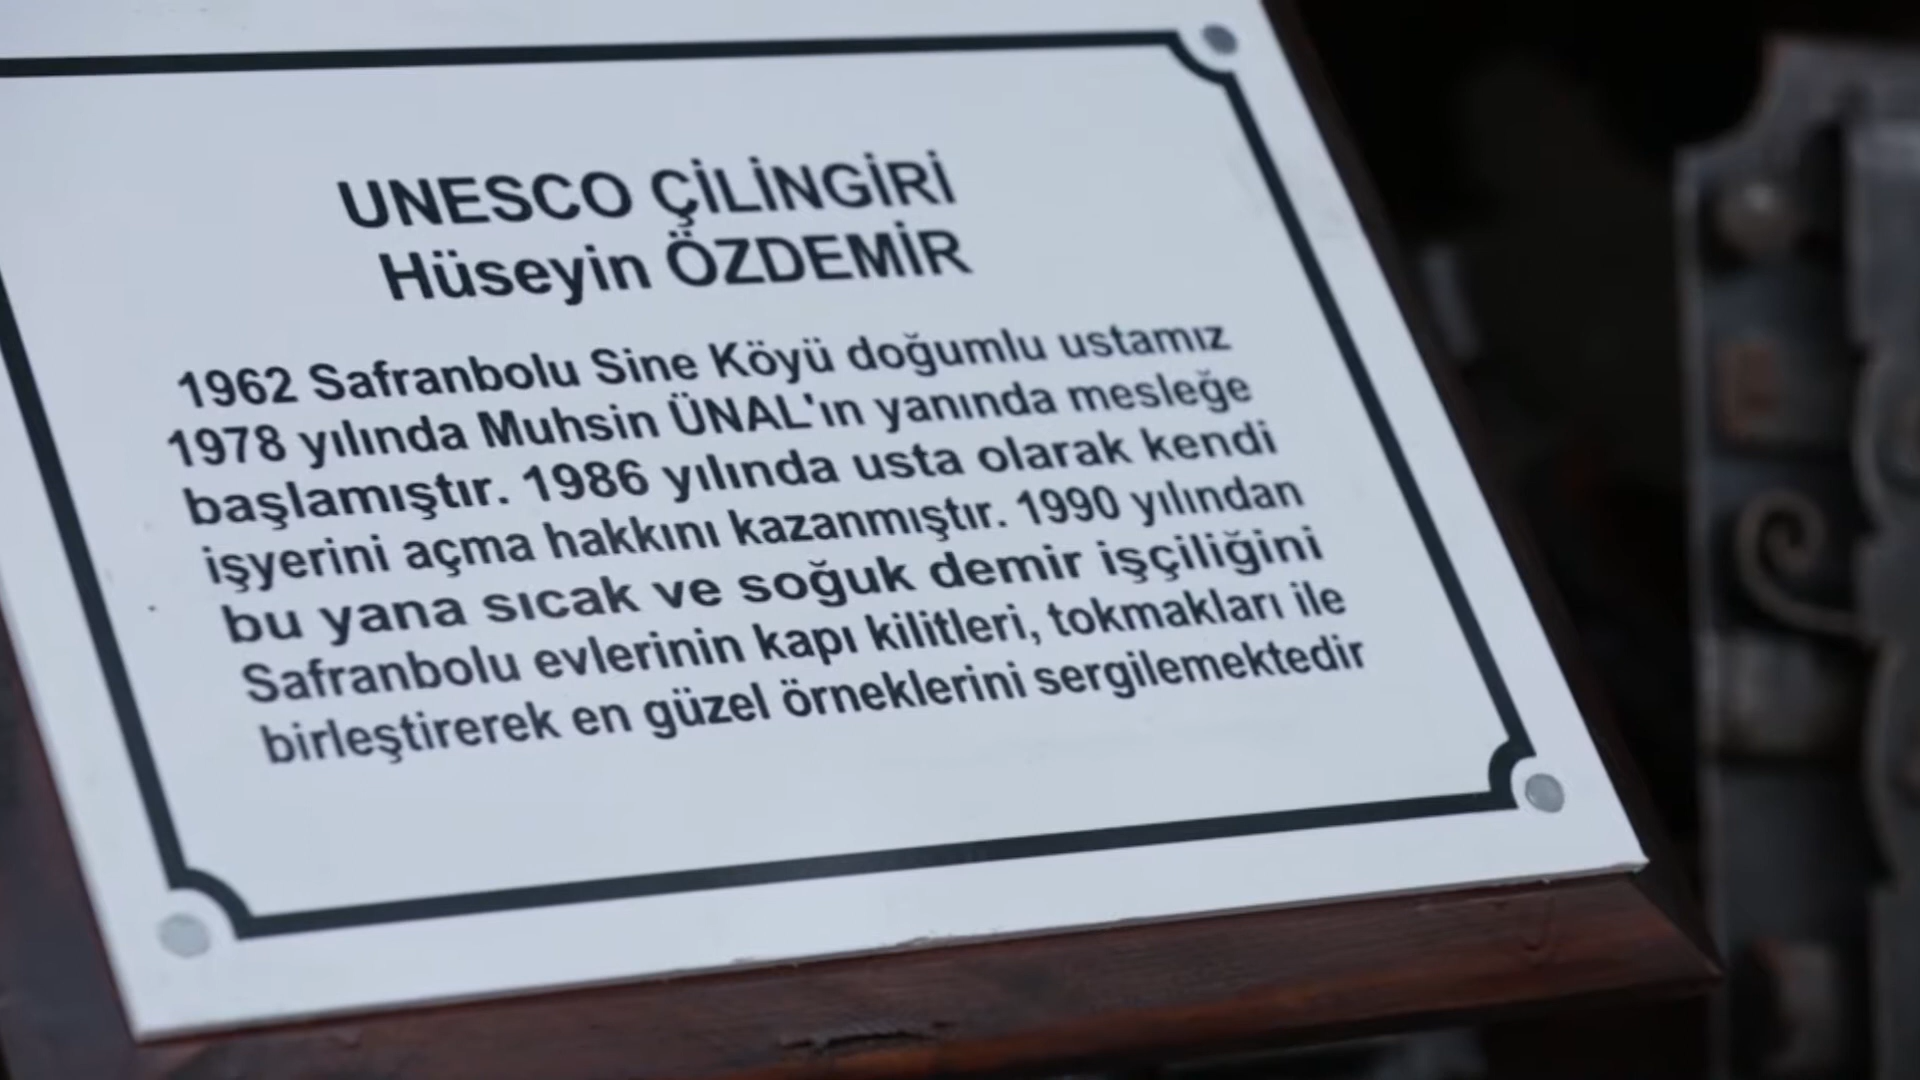 UNESCO ÇİLİNGİRİ
Hüseyin ÖZDEMİR
1962 Safranbolu Sine Köyü doğumlu ustamız
1978 yılında Muhsin ÜNAL'ın yanında mesleğe
başlamıştır. 1986 yılında usta olarak kendi
işyerini açma hakkını kazanmıştır. 1990 yılından
bu yana sıcak ve soğuk demir işçiliğini
Safranbolu evlerinin kapı kilitleri, tokmakları ile
birleştirerek en güzel örneklerini sergilemektedir